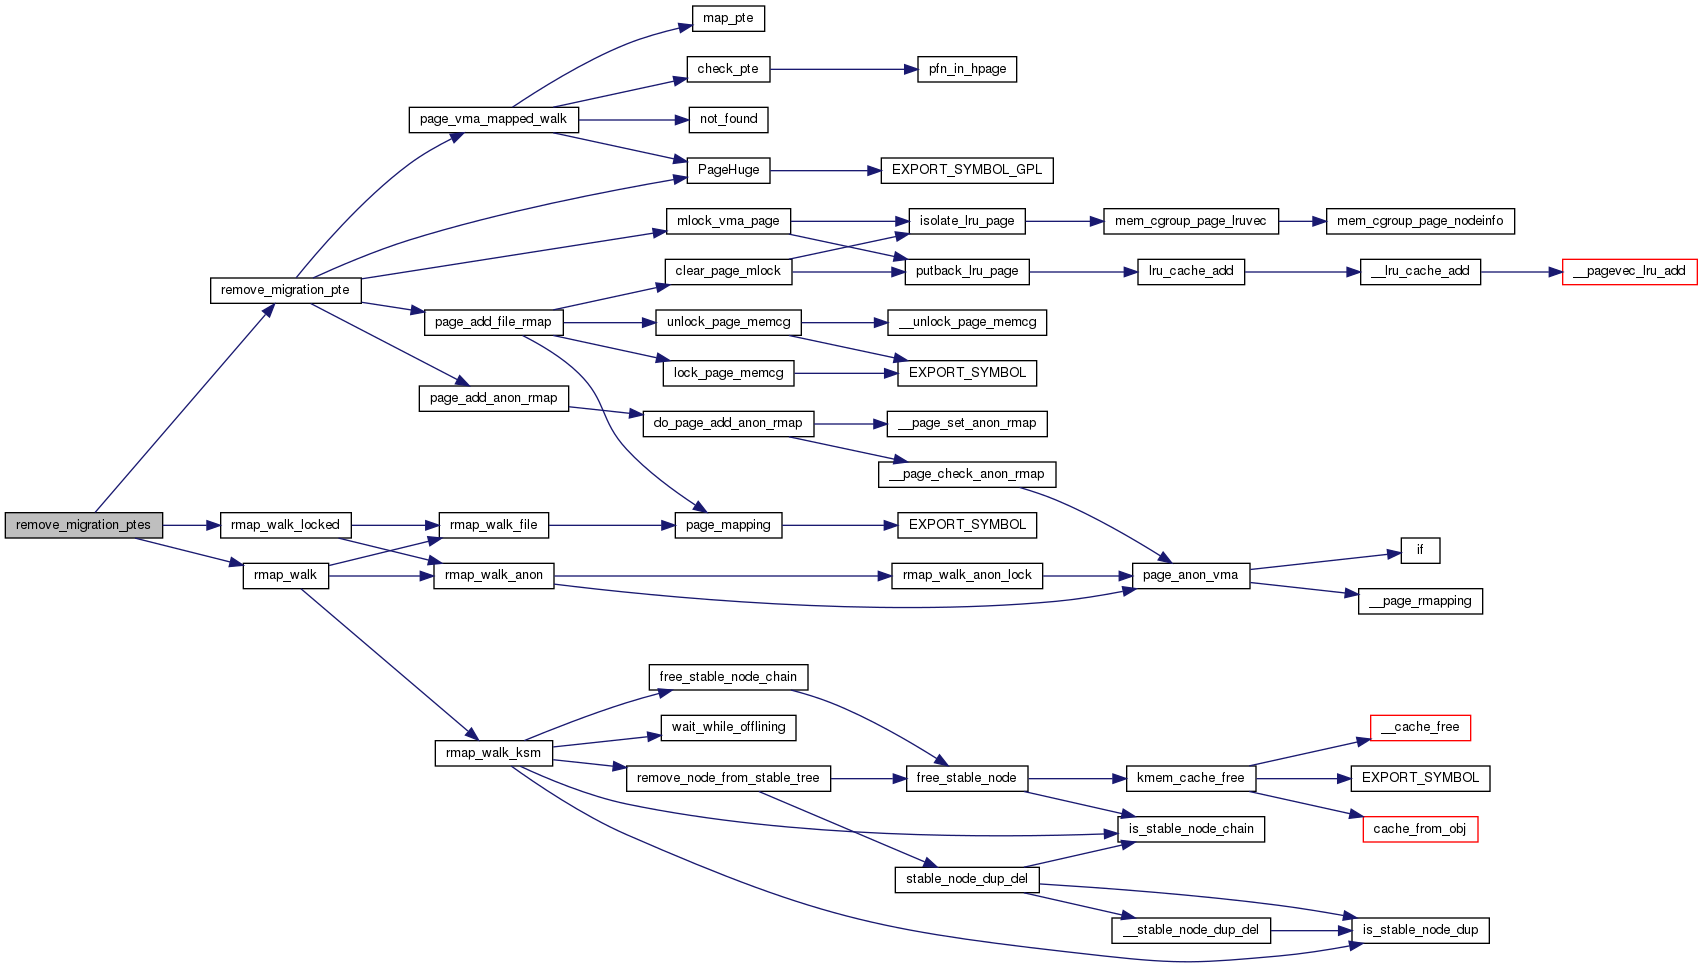 map_pte
check_pte
pfn_in_hpage
page_vma_mapped_walk
not_found
PageHuge
EXPORT_SYMBOL_GPL
mlock_vma_page
isolate_lru_page
mem_cgroup_page_lruvec
mem_cgroup_page_nodeinfo
clear_page_mlock
putback_lru_page
lru_cache_add
__lru_cache_add
__pagevec_lru_add
remove_migration_pte
page_add_file_rmap
unlock_page_memcg
__unlock_page_memcg
lock_page_memcg
EXPORT_SYMBOL
page_add_anon_rmap
do_page_add_anon_rmap
__page_set_anon_rmap
__page_check_anon_rmap
remove_migration_ptes
rmap_walk_locked
rmap_walk_file
page_mapping
EXPORT_SYMBOL
if
rmap_walk
rmap_walk_anon
rmap_walk_anon_lock
page_anon_vma
__page_rmapping
free_stable_node_chain
wait_while_offlining
__cache_free
rmap_walk_ksm
remove_node_from_stable_tree
free_stable_node
kmem_cache_free
EXPORT_SYMBOL
is_stable_node_chain
cache_from_obj
stable_node_dup_del
__stable_node_dup_del
is_stable_node_dup